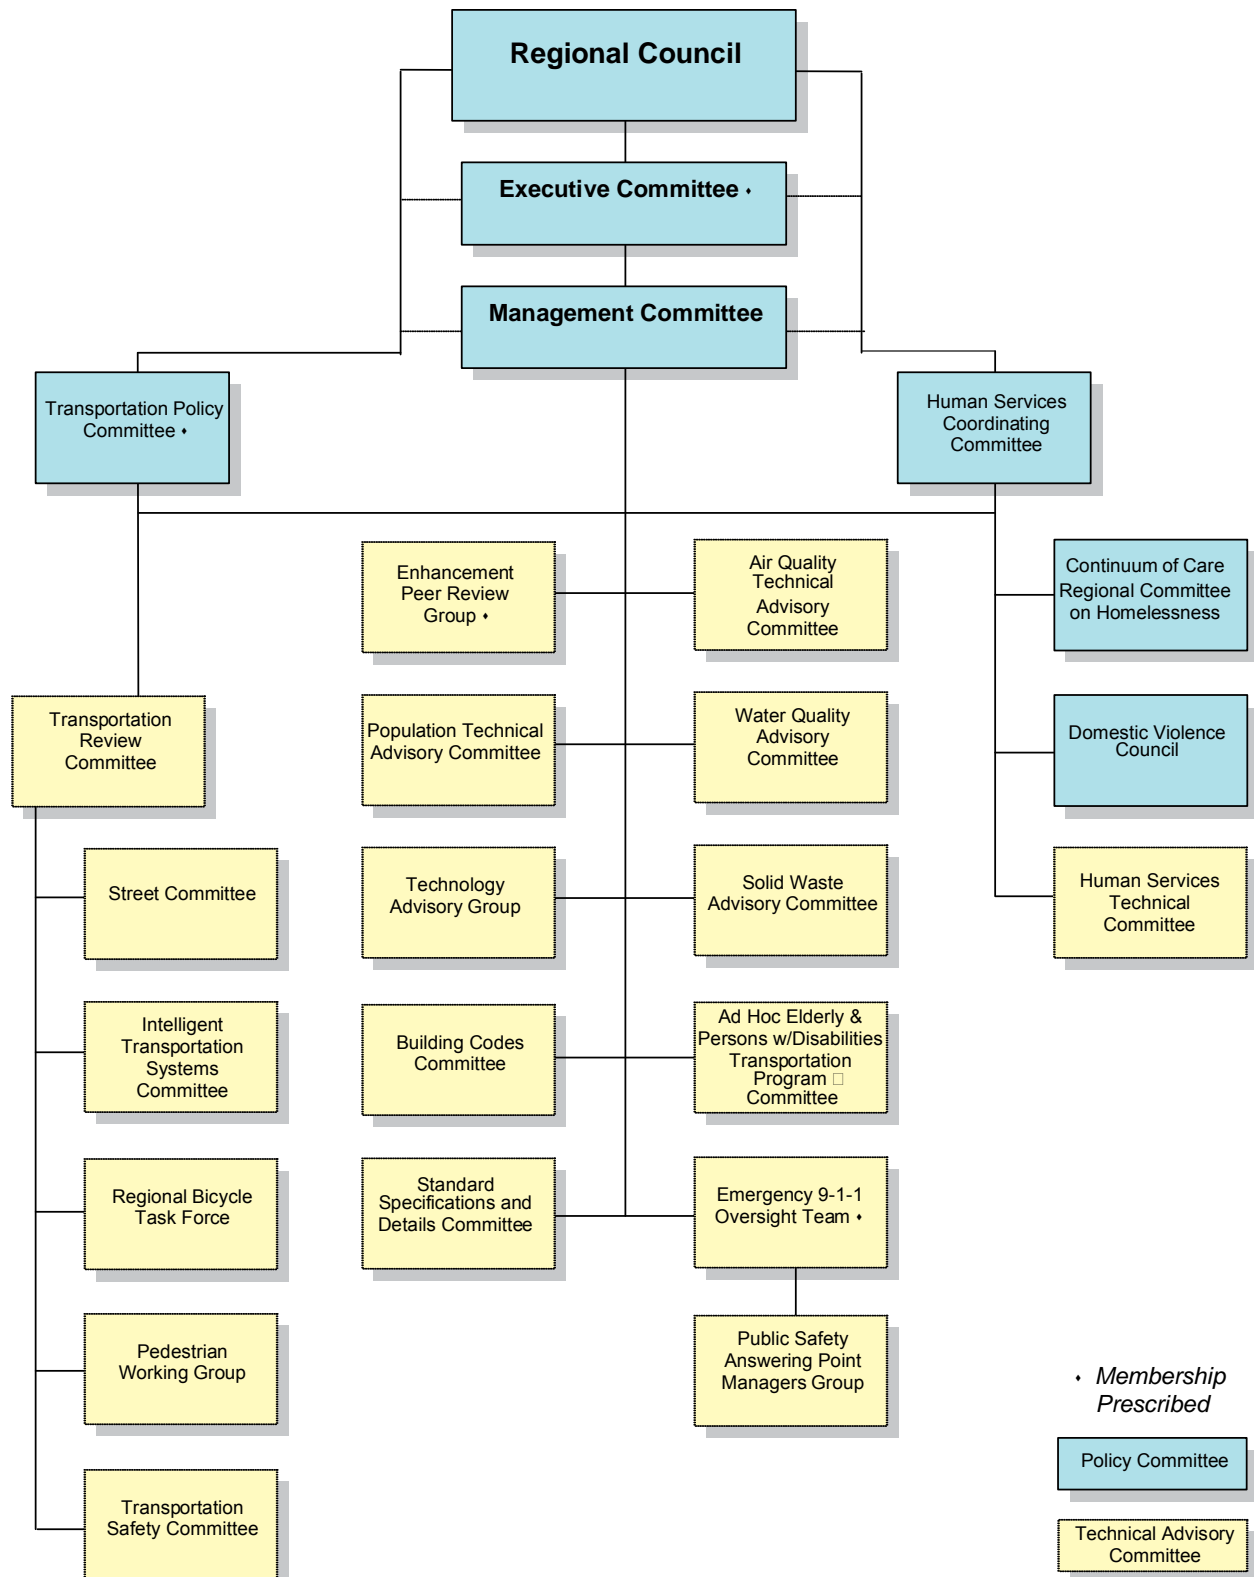 Regional Council
Executive Committee ⬧
Management Committee
Transportation Policy
Committee ⬧
Human Services
Coordinating
Committee
Enhancement
Peer Review
Group ⬧
Air Quality
Technical
Advisory
Committee
Continuum of Care
Regional Committee
on Homelessness
Transportation
Review
Committee
Population Technical
Advisory Committee
Water Quality
Advisory
Committee
Domestic Violence
Council
Street Committee
Technology
Advisory Group
Solid Waste
Advisory Committee
Human Services
Technical
Committee
Intelligent
Transportation
Systems
Committee
Building Codes
Committee
Ad Hoc Elderly &
Persons w/Disabilities
Transportation
Program □
Committee
Regional Bicycle
Task Force
Standard
Specifications and
Details Committee
Emergency 9-1-1
Oversight Team ⬧
Pedestrian
Working Group
Public Safety
Answering Point
Managers Group
Transportation
Safety Committee
⬧ Membership
Prescribed
Policy Committee
Technical Advisory
Committee